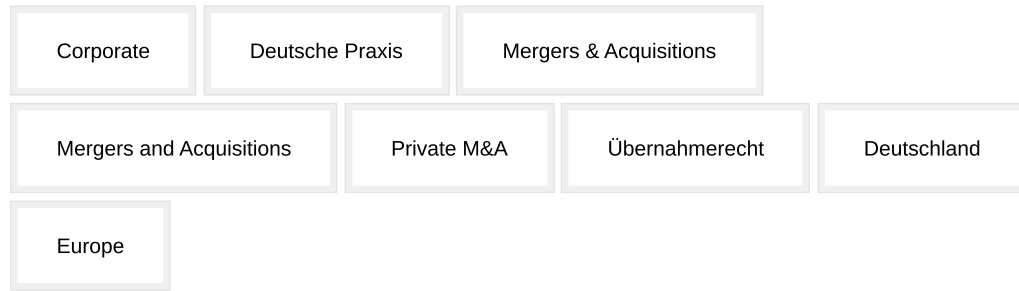 Corporate Deutsche Praxis Mergers & Acquisitions
Mergers and Acquisitions Private M&A Übernahmerecht Deutschland
Europe